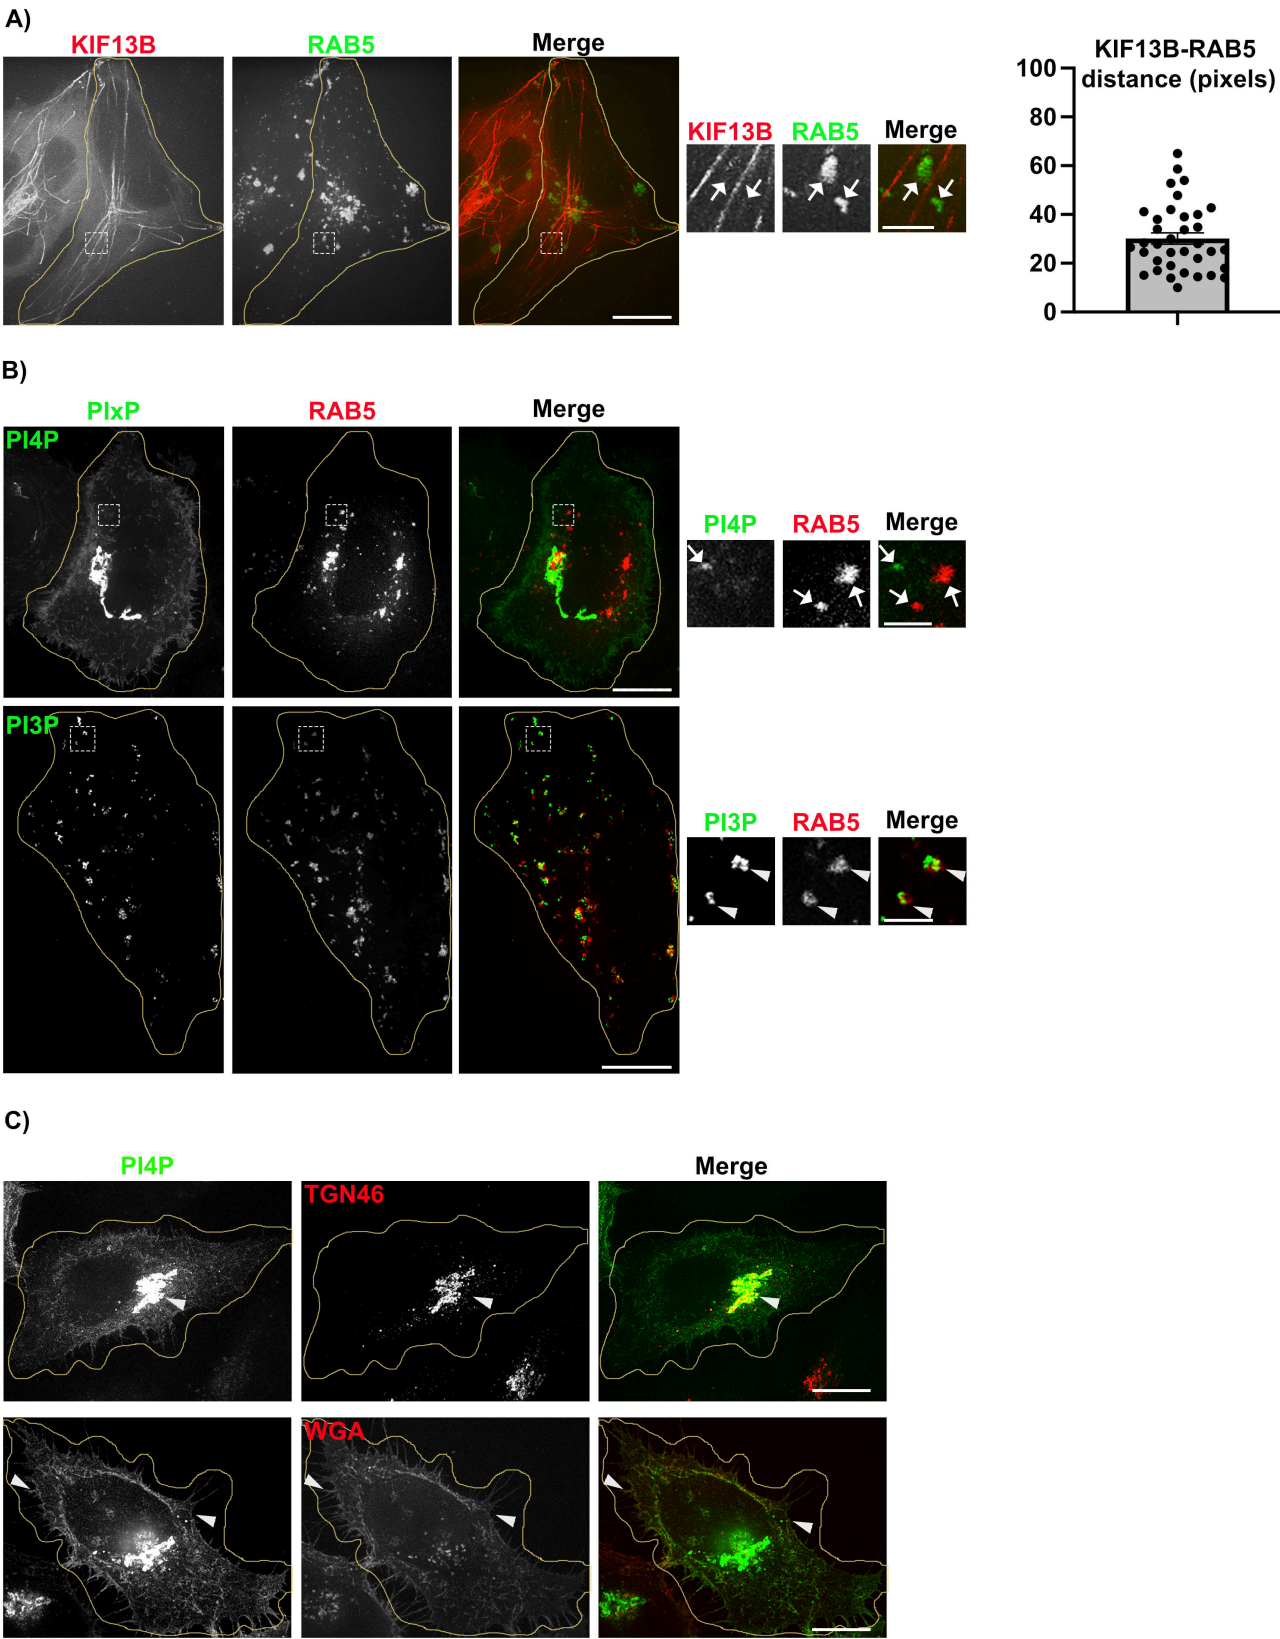 A)
KIF13B
RAB5
Merge
KIF13B
RAB5
Merge
KIF13B-RAB5
distance (pixels)
100
80
60
40
20
0
B)
PIxP
RAB5
Merge
PI4P
PI4P
RAB5
Merge
PI3P
PI3P
RAB5
Merge
C)
PI4P
Merge
TGN46
WGA